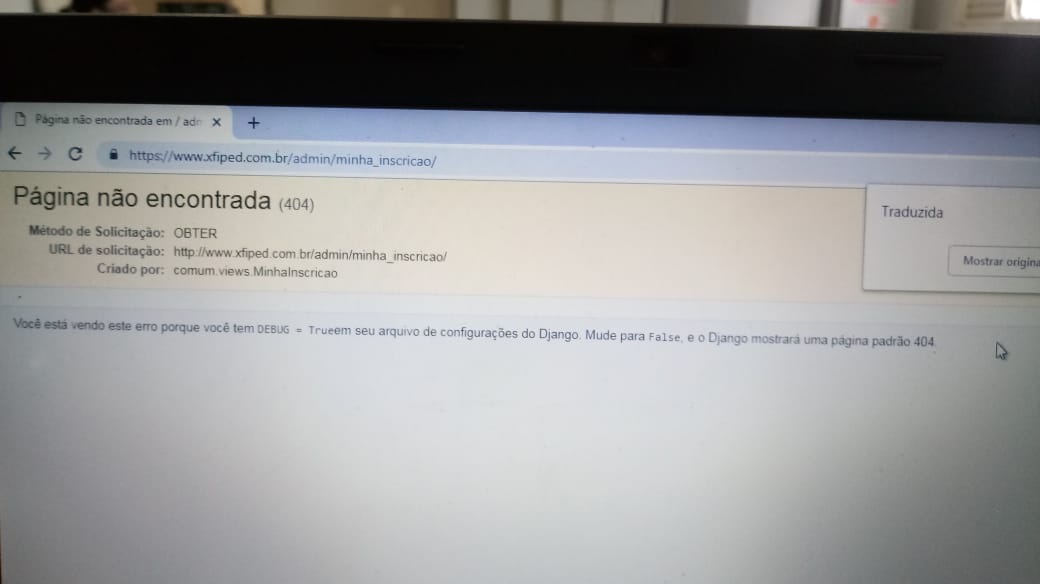 Página não encontrada em / adn
https://www.xfiped.com.br/admin/minha_inscricao/
Página não encontrada (404)
Método de Solicitação: OBTER
URL de solicitação: http://www.xfiped.com.br/admin/minha_inscricao/
Criado por: comum.views.MinhaInscricao
Traduzida
Mostrar origina
Você está vendo este erro porque você tem DEBUG = Trueem seu arquivo de configurações do Django. Mude para False, e o Django mostrará uma página padrão 404.